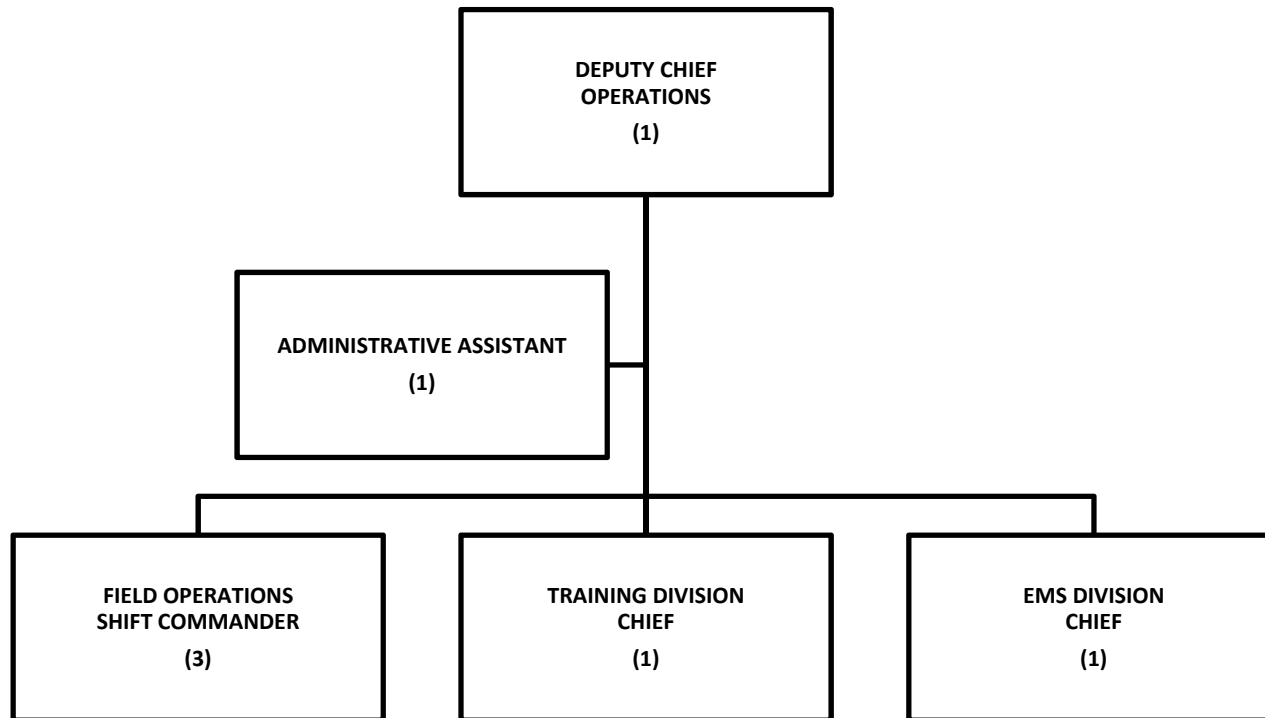 DEPUTY CHIEF
OPERATIONS
(1)
ADMINISTRATIVE ASSISTANT
(1)
FIELD OPERATIONS
SHIFT COMMANDER
(3)
TRAINING DIVISION
CHIEF
(1)
EMS DIVISION
CHIEF
(1)